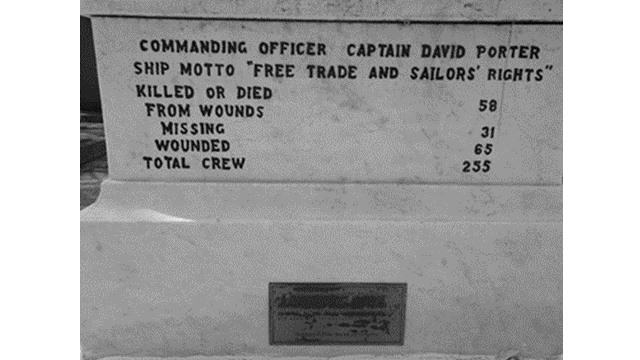 COMMANDING OFFICER CAPTAIN DAVID PORTER
SHIP MOTTO "FREE TRADE AND SAILORS' RIGHTS"
KILLED OR DIED
FROM WOUNDS 58
MISSING 31
WOUNDED 65
TOTAL CREW 255